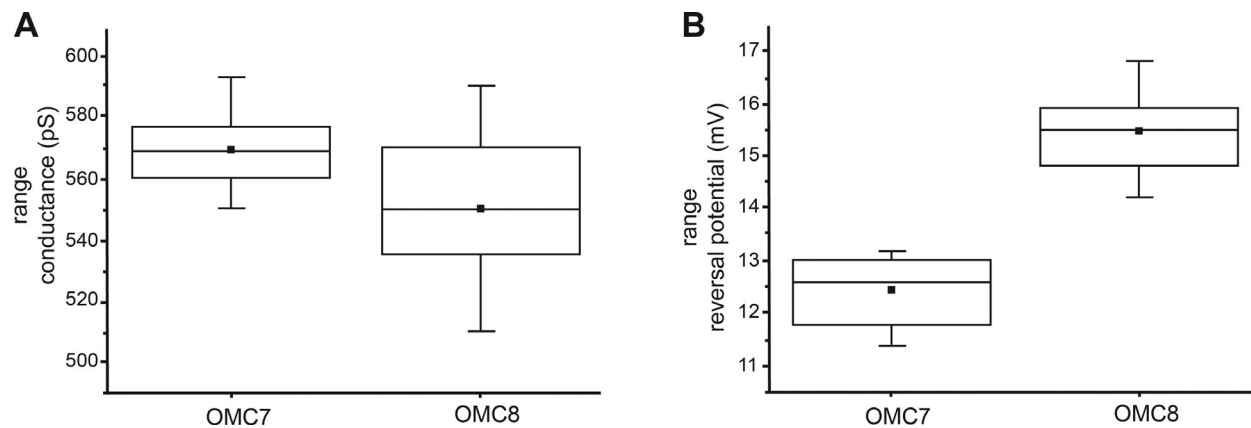 A
range
conductance (pS)
600
580
560
540
520
500
OMC7
OMC8
B
range
reversal potential (mV)
17
16
15
14
13
12
11
OMC7
OMC8